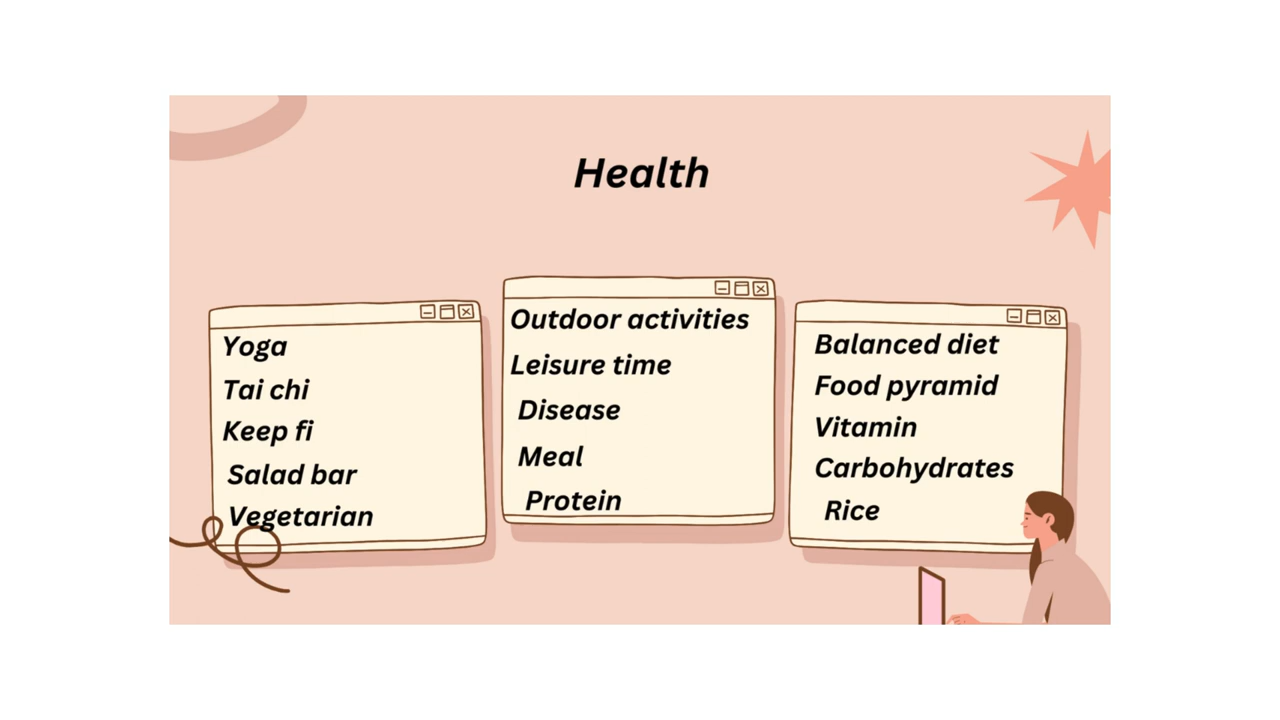 Health
Yoga
Tai chi
Keep fi
Salad bar
Vegetarian
Outdoor activities
Leisure time
Disease
Meal
Protein
Balanced diet
Food pyramid
Vitamin
Carbohydrates
Rice